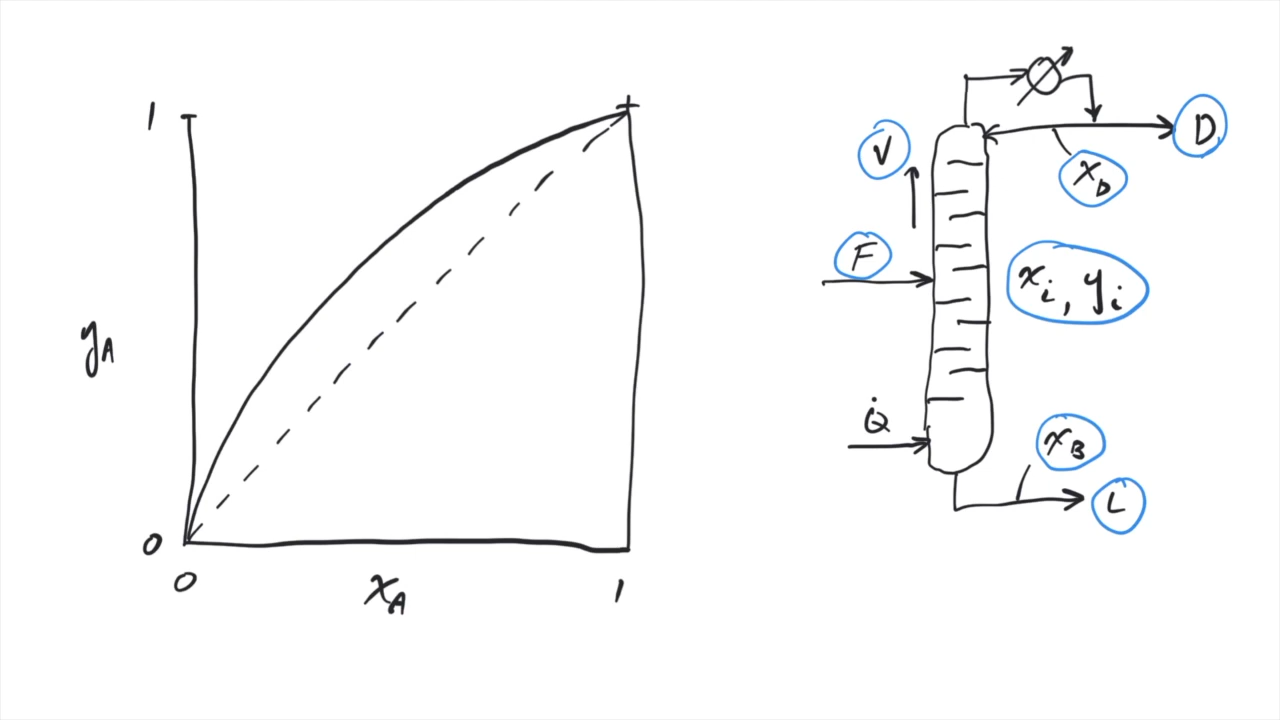 1
y_A
0
0
x_A
1
V
D
x_D
F
x_i, y_i
Q̇
x_B
L